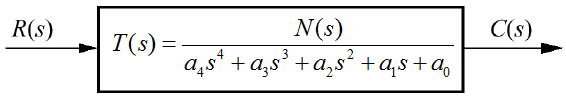 R(s)
T(s) = N(s) / (a₄s⁴ + a₃s³ + a₂s² + a₁s + a₀)
C(s)